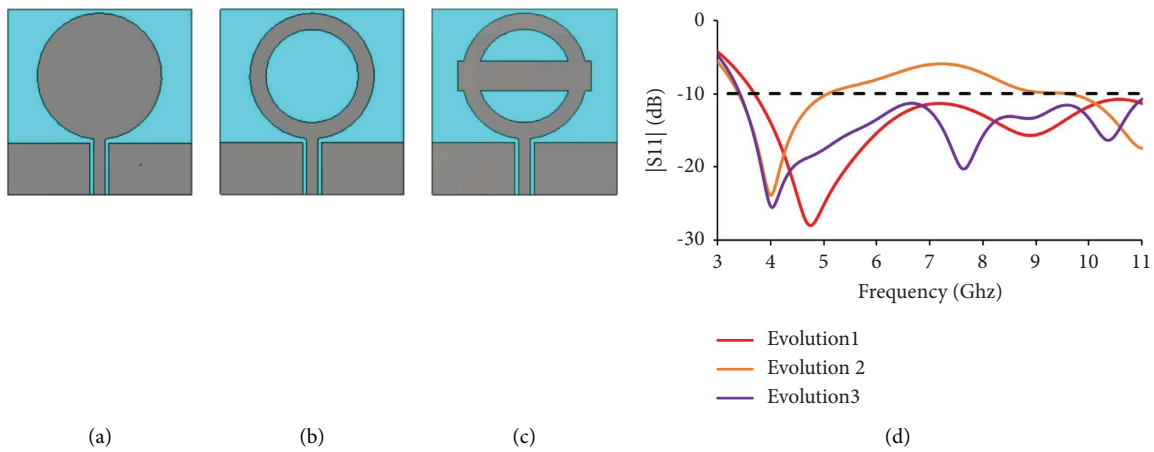 0
-10
-20
-30
|S11| (dB)
3 4 5 6 7 8 9 10 11
Frequency (Ghz)
Evolution1
Evolution 2
Evolution3
(a) (b) (c) (d)